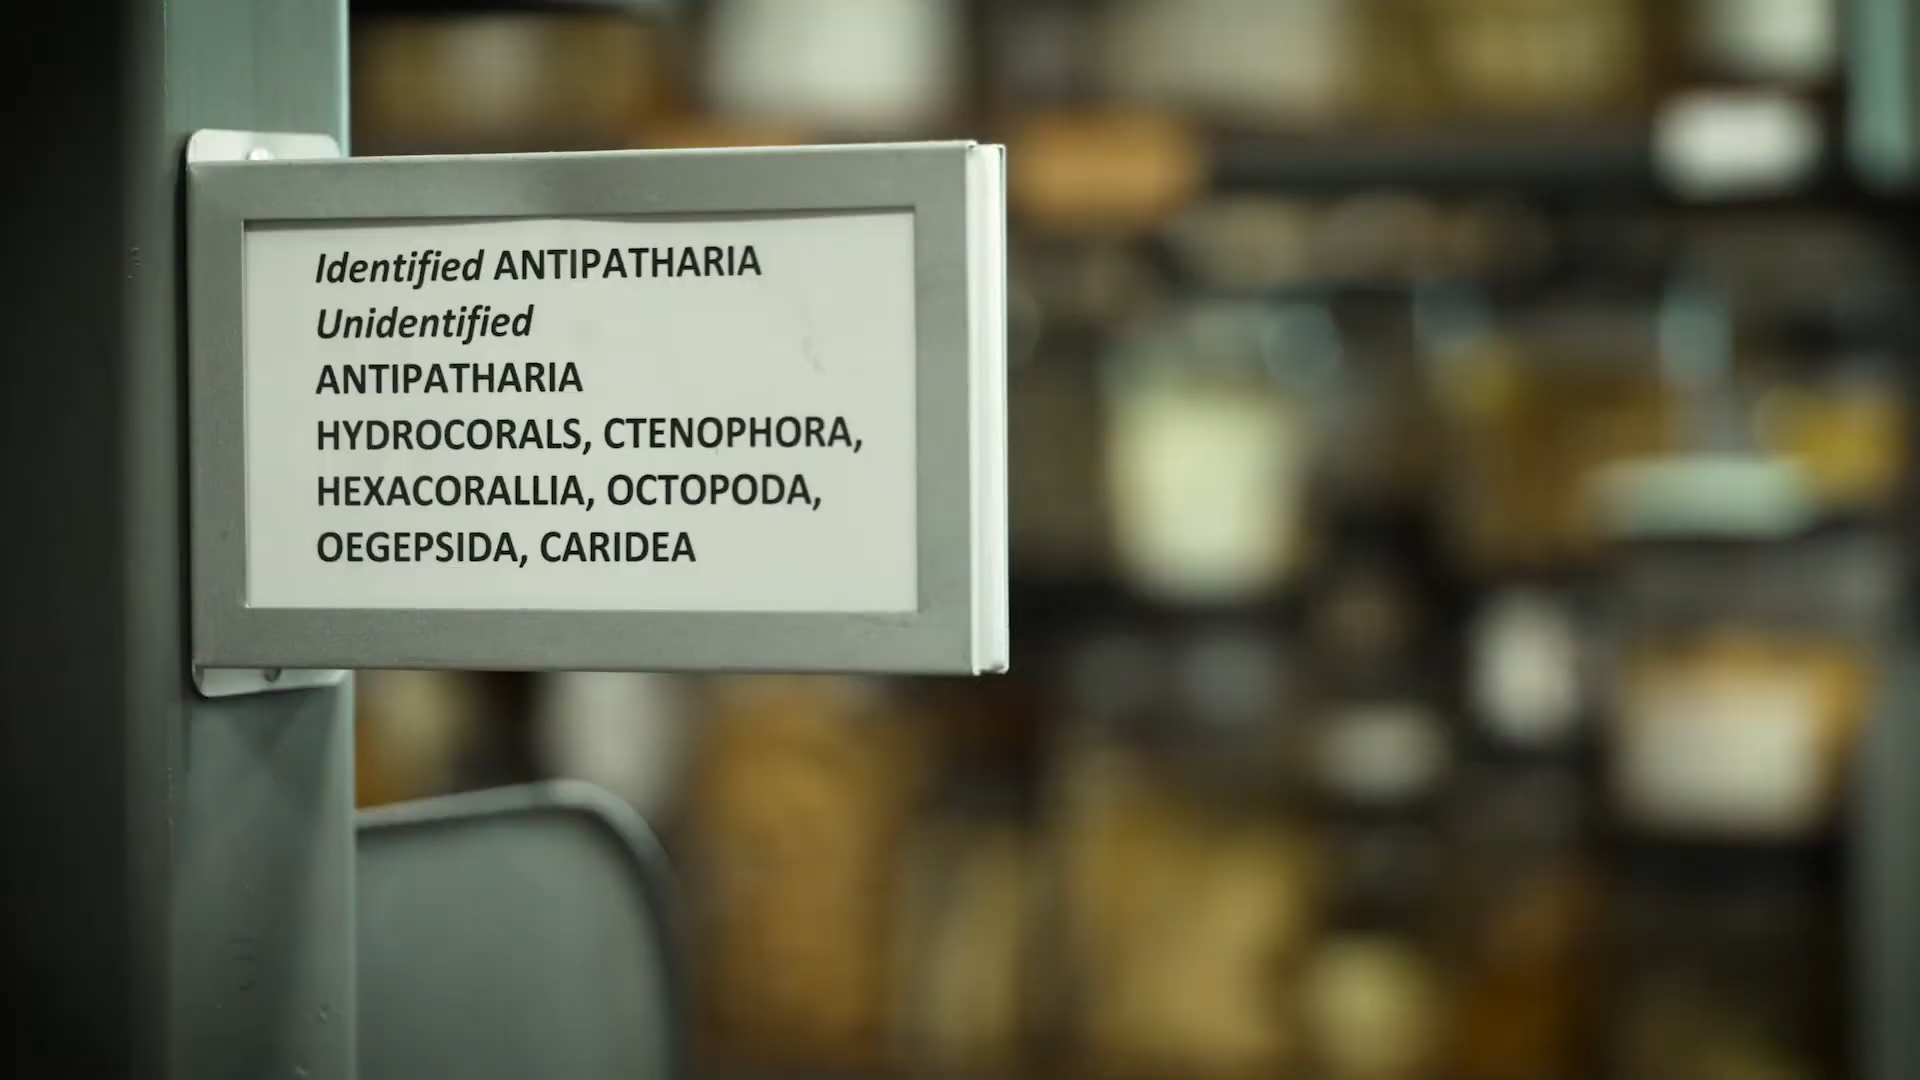 Identified ANTIPATHARIA
Unidentified
ANTIPATHARIA
HYDROCORALS, CTENOPHORA,
HEXACORALLIA, OCTOPODA,
OEGEPSIDA, CARIDEA